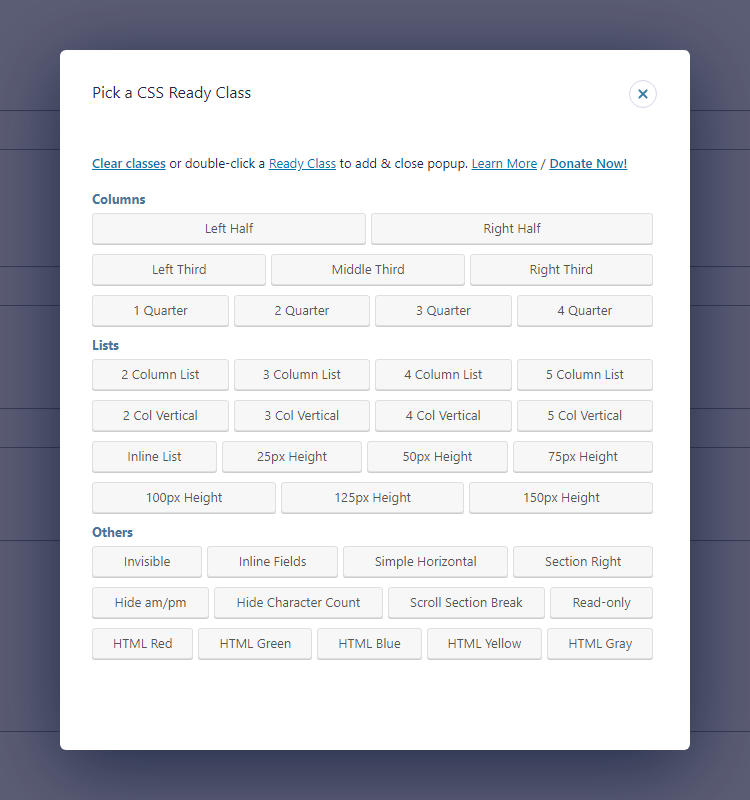 Pick a CSS Ready Class
Clear classes or double-click a Ready Class to add & close popup. Learn More / Donate Now!
Columns
Left Half Right Half
Left Third Middle Third Right Third
1 Quarter 2 Quarter 3 Quarter 4 Quarter
Lists
2 Column List 3 Column List 4 Column List 5 Column List
2 Col Vertical 3 Col Vertical 4 Col Vertical 5 Col Vertical
Inline List 25px Height 50px Height 75px Height
100px Height 125px Height 150px Height
Others
Invisible Inline Fields Simple Horizontal Section Right
Hide am/pm Hide Character Count Scroll Section Break Read-only
HTML Red HTML Green HTML Blue HTML Yellow HTML Gray